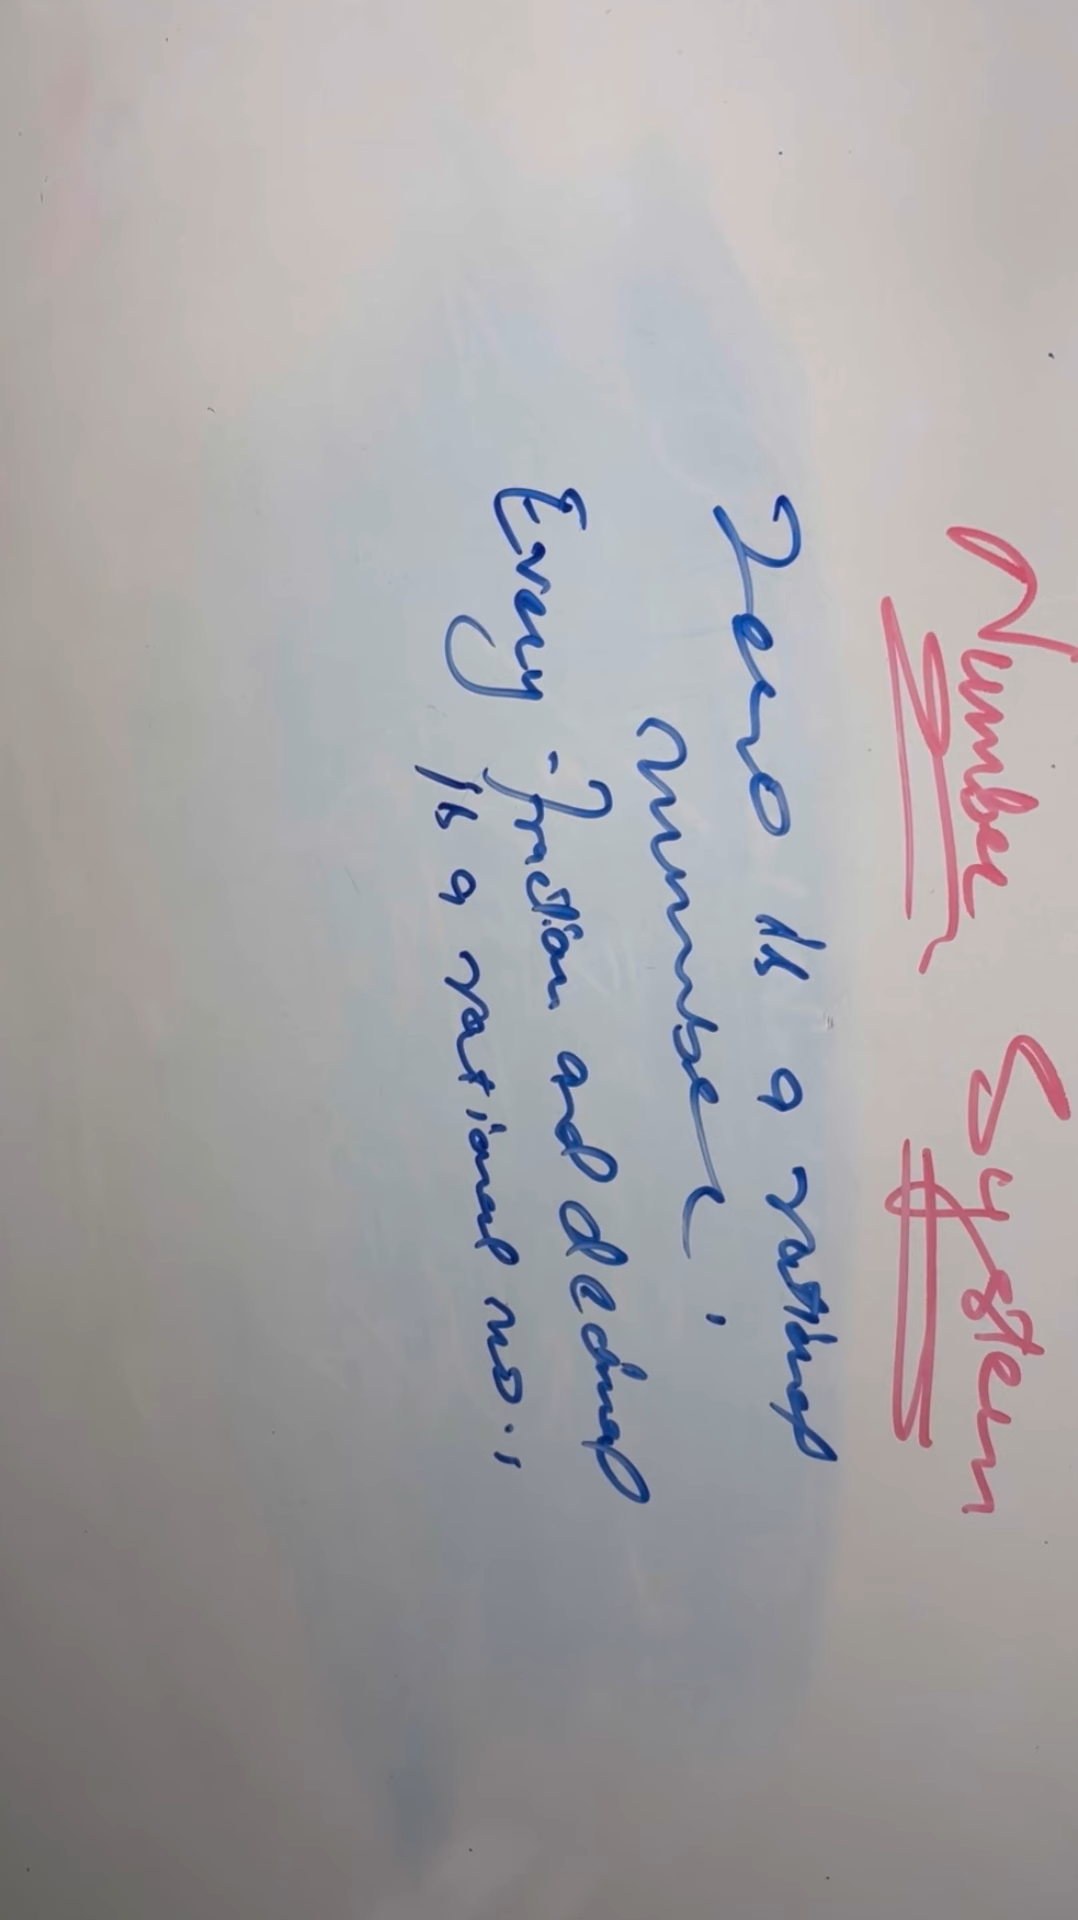 Number System
Zero is a rational
number.
Every fraction and decimal
is a rational no.,